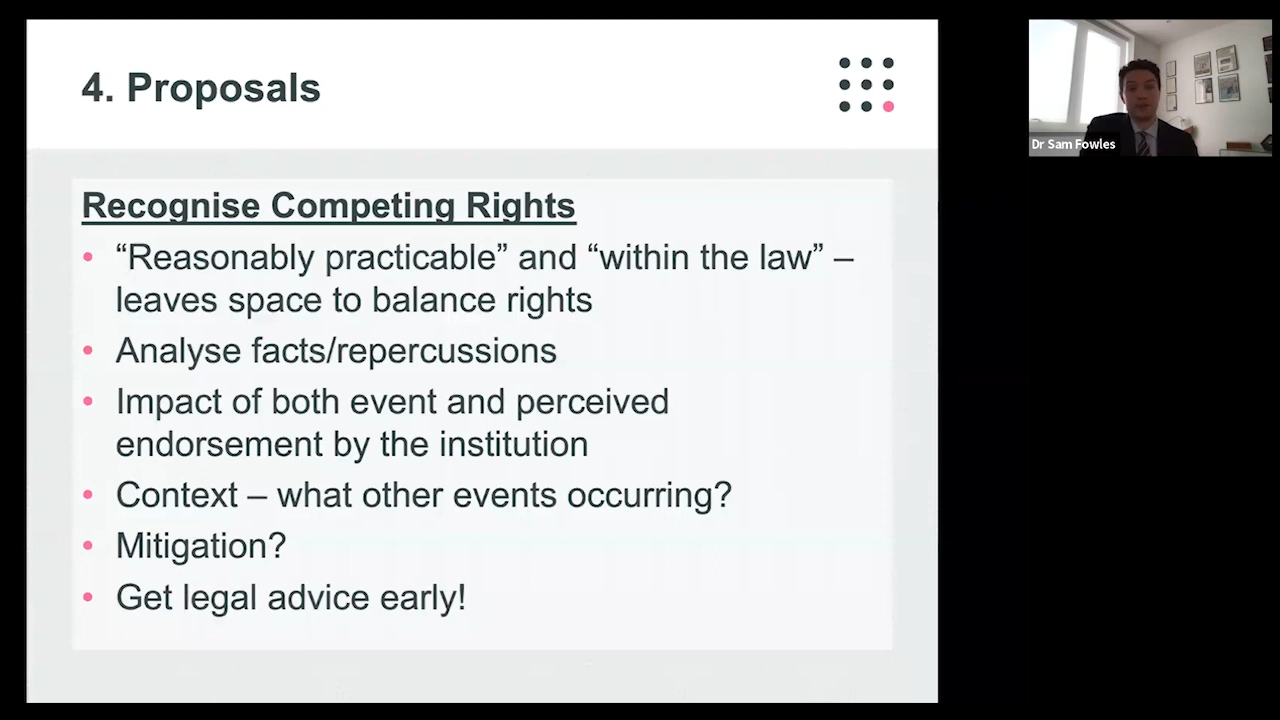 4. Proposals
Recognise Competing Rights
• “Reasonably practicable” and “within the law” –
leaves space to balance rights
• Analyse facts/repercussions
• Impact of both event and perceived
endorsement by the institution
• Context – what other events occurring?
• Mitigation?
• Get legal advice early!
Dr Sam Fowles